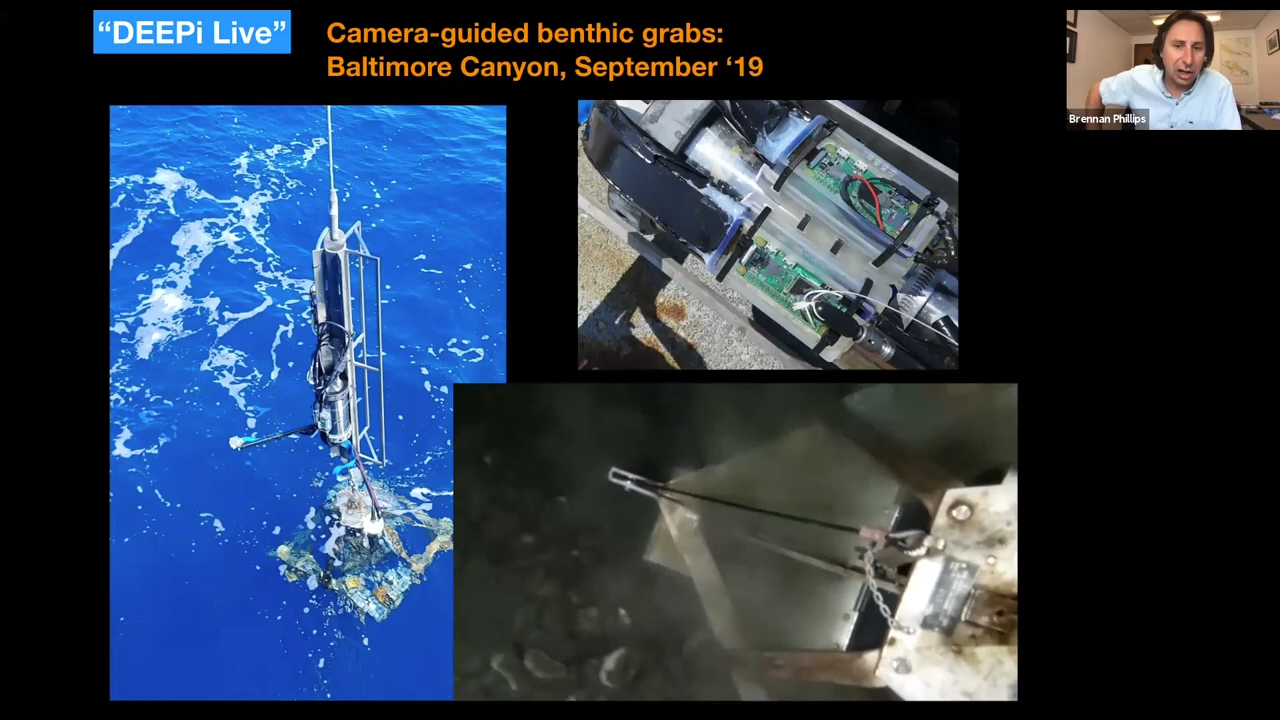 “DEEPi Live”
Camera-guided benthic grabs:
Baltimore Canyon, September ‘19
Brennan Phillips